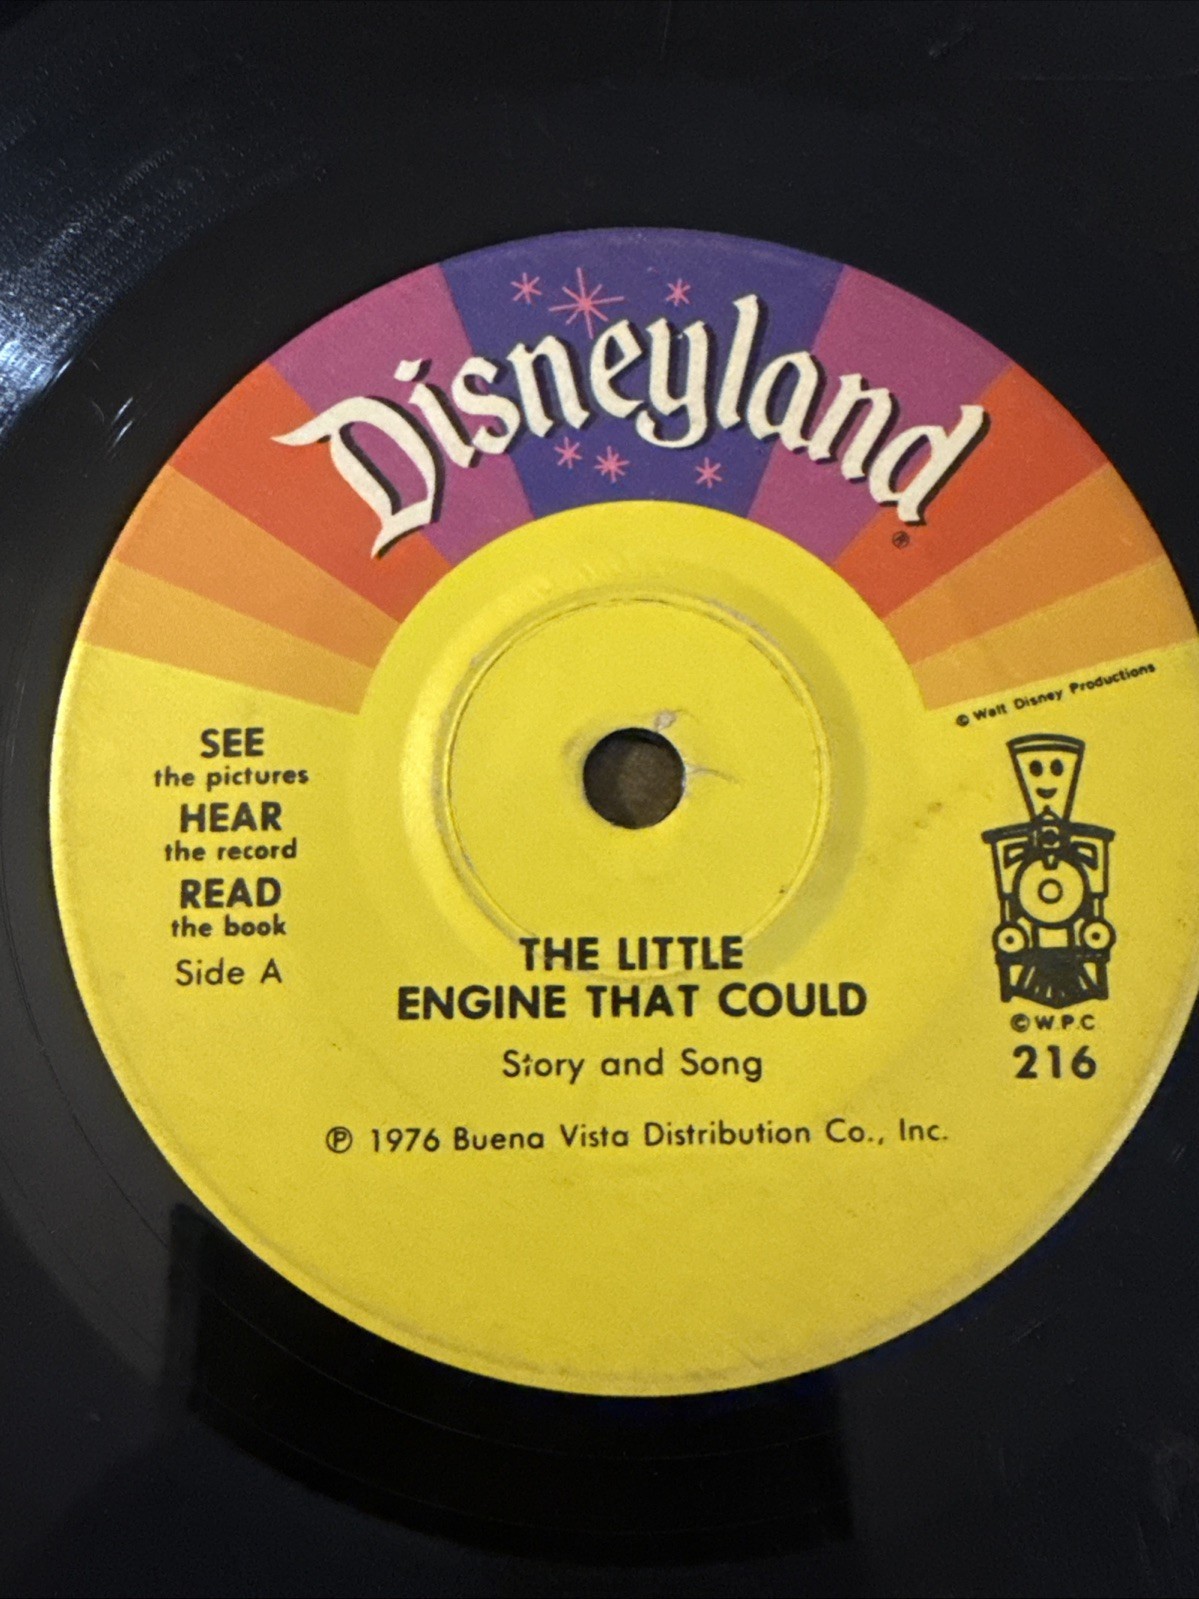 Disneyland®
© Walt Disney Productions
SEE
the pictures
HEAR
the record
READ
the book
Side A
THE LITTLE
ENGINE THAT COULD
Story and Song
℗ 1976 Buena Vista Distribution Co., Inc.
© W.P.C
216